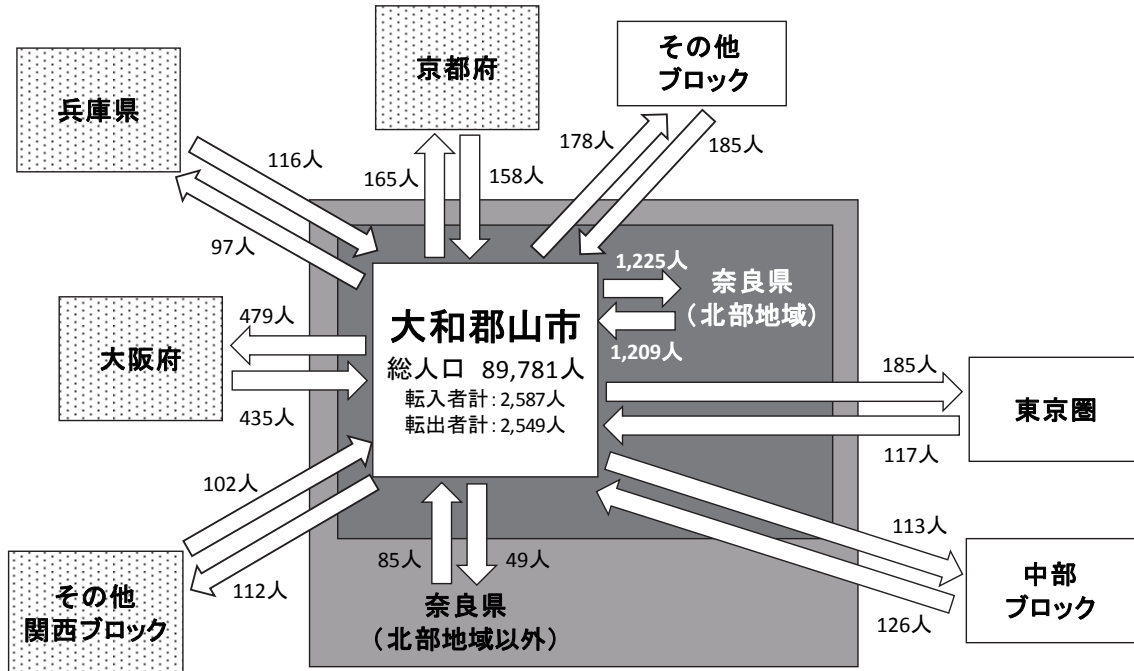 兵庫県
京都府
その他
ブロック
116人
97人
165人
158人
178人
185人
1,225人
1,209人
奈良県
（北部地域）
大和郡山市
総人口 89,781人
転入者計：2,587人
転出者計：2,549人
479人
大阪府
435人
185人
東京圏
117人
102人
112人
その他
関西ブロック
85人
49人
奈良県
（北部地域以外）
113人
中部
ブロック
126人